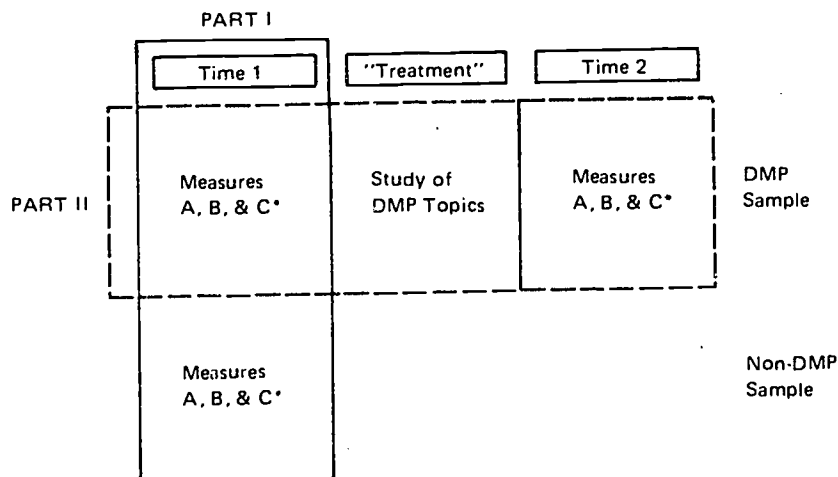 PART I
Time 1
"Treatment"
Time 2
PART II
Measures
A, B, & C*
Study of
DMP Topics
Measures
A, B, & C*
DMP
Sample
Measures
A, B, & C*
Non-DMP
Sample